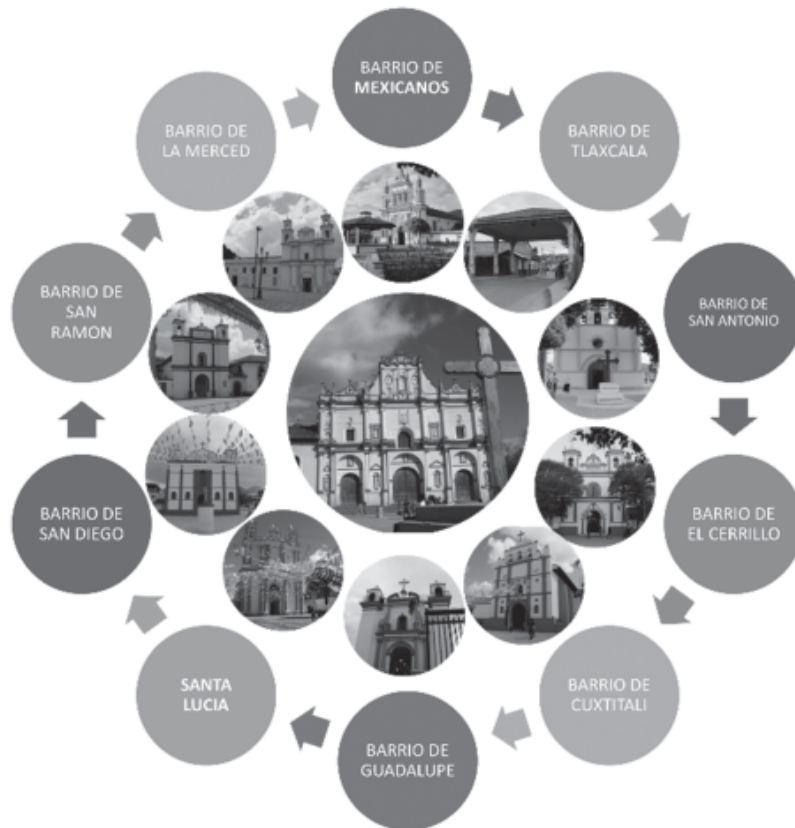 BARRIO DE
MEXICANOS
BARRIO DE
TLAXCALA
BARRIO DE
SAN ANTONIO
BARRIO DE
EL CERRILLO
BARRIO DE
CUXTITALI
BARRIO DE
GUADALUPE
SANTA
LUCIA
BARRIO DE
SAN DIEGO
BARRIO DE
SAN
RAMON
BARRIO DE
LA MERCED